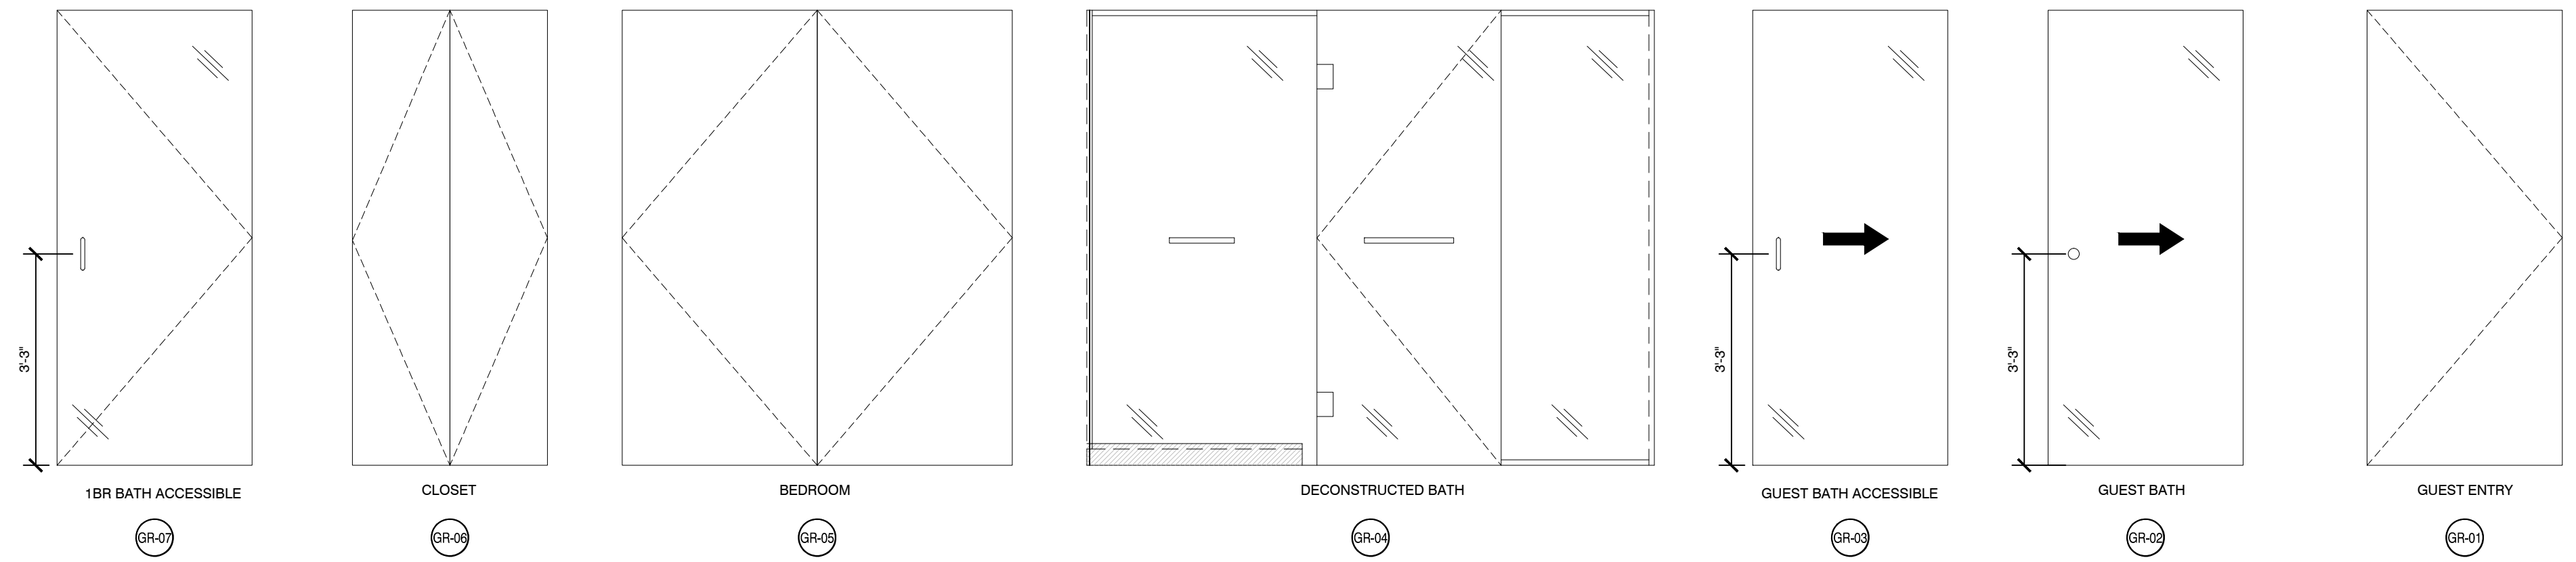 3'-3"
1BR BATH ACCESSIBLE
GR-07
CLOSET
GR-06
BEDROOM
GR-05
DECONSTRUCTED BATH
GR-04
3'-3"
GUEST BATH ACCESSIBLE
GR-03
3'-3"
GUEST BATH
GR-02
GUEST ENTRY
GR-01